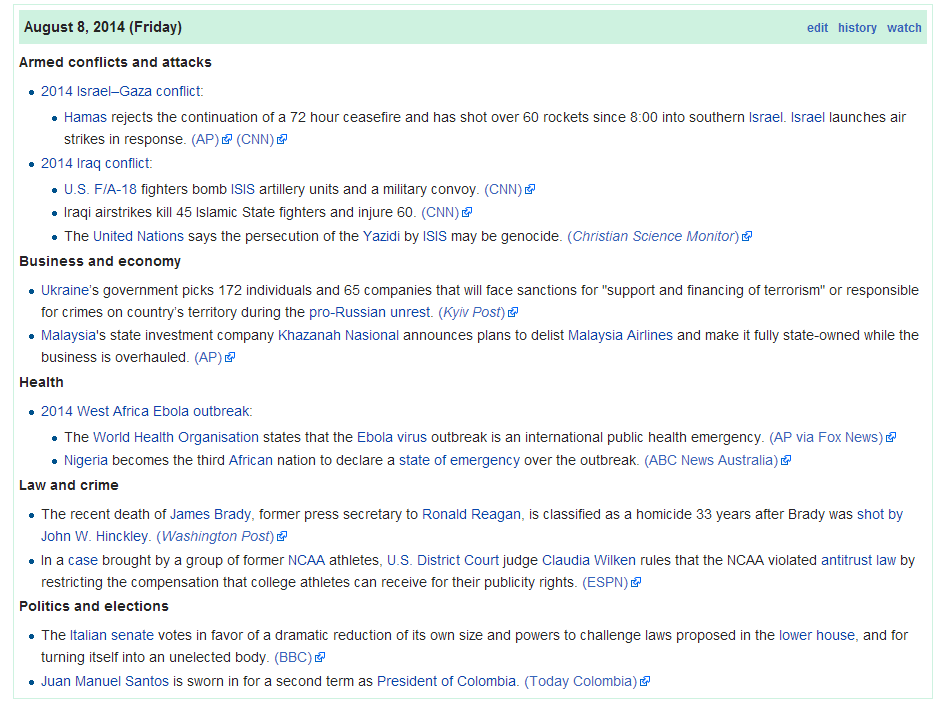 August 8, 2014 (Friday) edit history watch
Armed conflicts and attacks
2014 Israel–Gaza conflict:
Hamas rejects the continuation of a 72 hour ceasefire and has shot over 60 rockets since 8:00 into southern Israel. Israel launches air
strikes in response. (AP) (CNN)
2014 Iraq conflict:
U.S. F/A-18 fighters bomb ISIS artillery units and a military convoy. (CNN)
Iraqi airstrikes kill 45 Islamic State fighters and injure 60. (CNN)
The United Nations says the persecution of the Yazidi by ISIS may be genocide. (Christian Science Monitor)
Business and economy
Ukraine's government picks 172 individuals and 65 companies that will face sanctions for "support and financing of terrorism" or responsible
for crimes on country's territory during the pro-Russian unrest. (Kyiv Post)
Malaysia's state investment company Khazanah Nasional announces plans to delist Malaysia Airlines and make it fully state-owned while the
business is overhauled. (AP)
Health
2014 West Africa Ebola outbreak:
The World Health Organisation states that the Ebola virus outbreak is an international public health emergency. (AP via Fox News)
Nigeria becomes the third African nation to declare a state of emergency over the outbreak. (ABC News Australia)
Law and crime
The recent death of James Brady, former press secretary to Ronald Reagan, is classified as a homicide 33 years after Brady was shot by
John W. Hinckley. (Washington Post)
In a case brought by a group of former NCAA athletes, U.S. District Court judge Claudia Wilken rules that the NCAA violated antitrust law by
restricting the compensation that college athletes can receive for their publicity rights. (ESPN)
Politics and elections
The Italian senate votes in favor of a dramatic reduction of its own size and powers to challenge laws proposed in the lower house, and for
turning itself into an unelected body. (BBC)
Juan Manuel Santos is sworn in for a second term as President of Colombia. (Today Colombia)